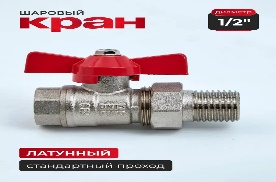 ШАРОВЫЙ
кран
ДИАМЕТР
1/2"
ЛАТУННЫЙ
стандартный проход